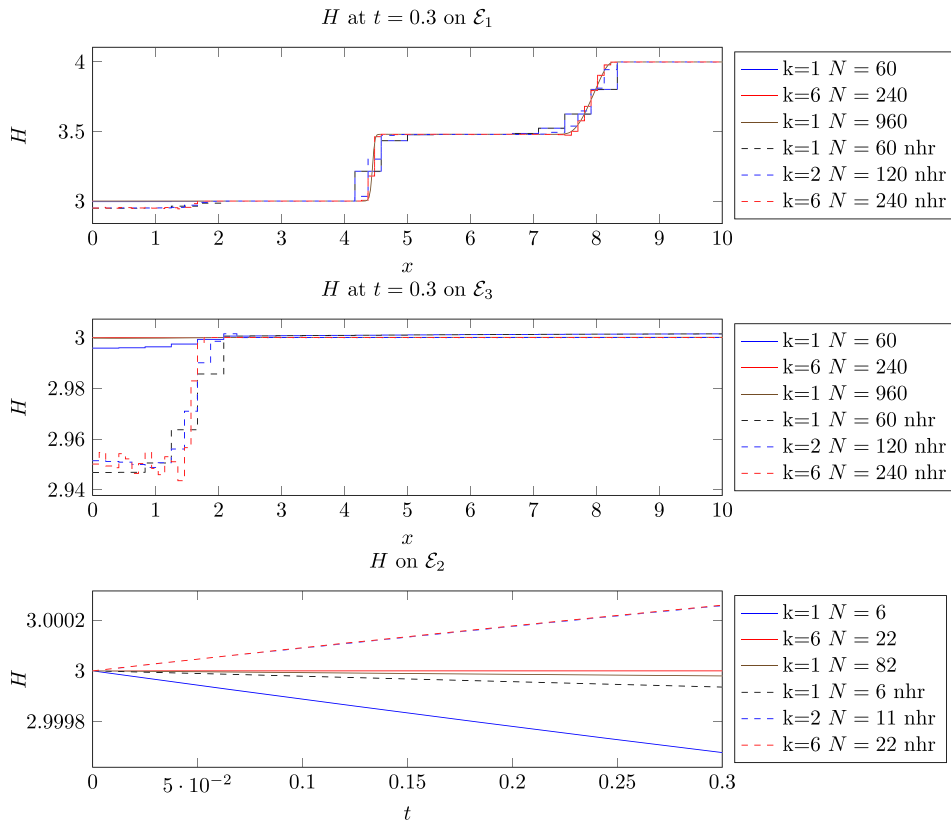 H at t = 0.3 on ℰ₁
4
3.5
3
H
0 1 2 3 4 5 6 7 8 9 10
x
k=1 N = 60
k=6 N = 240
k=1 N = 960
k=1 N = 60 nhr
k=2 N = 120 nhr
k=6 N = 240 nhr
H at t = 0.3 on ℰ₃
3
2.98
2.96
2.94
H
0 1 2 3 4 5 6 7 8 9 10
x
k=1 N = 60
k=6 N = 240
k=1 N = 960
k=1 N = 60 nhr
k=2 N = 120 nhr
k=6 N = 240 nhr
H on ℰ₂
3.0002
3
2.9998
H
0 5 · 10⁻² 0.1 0.15 0.2 0.25 0.3
t
k=1 N = 6
k=6 N = 22
k=1 N = 82
k=1 N = 6 nhr
k=2 N = 11 nhr
k=6 N = 22 nhr